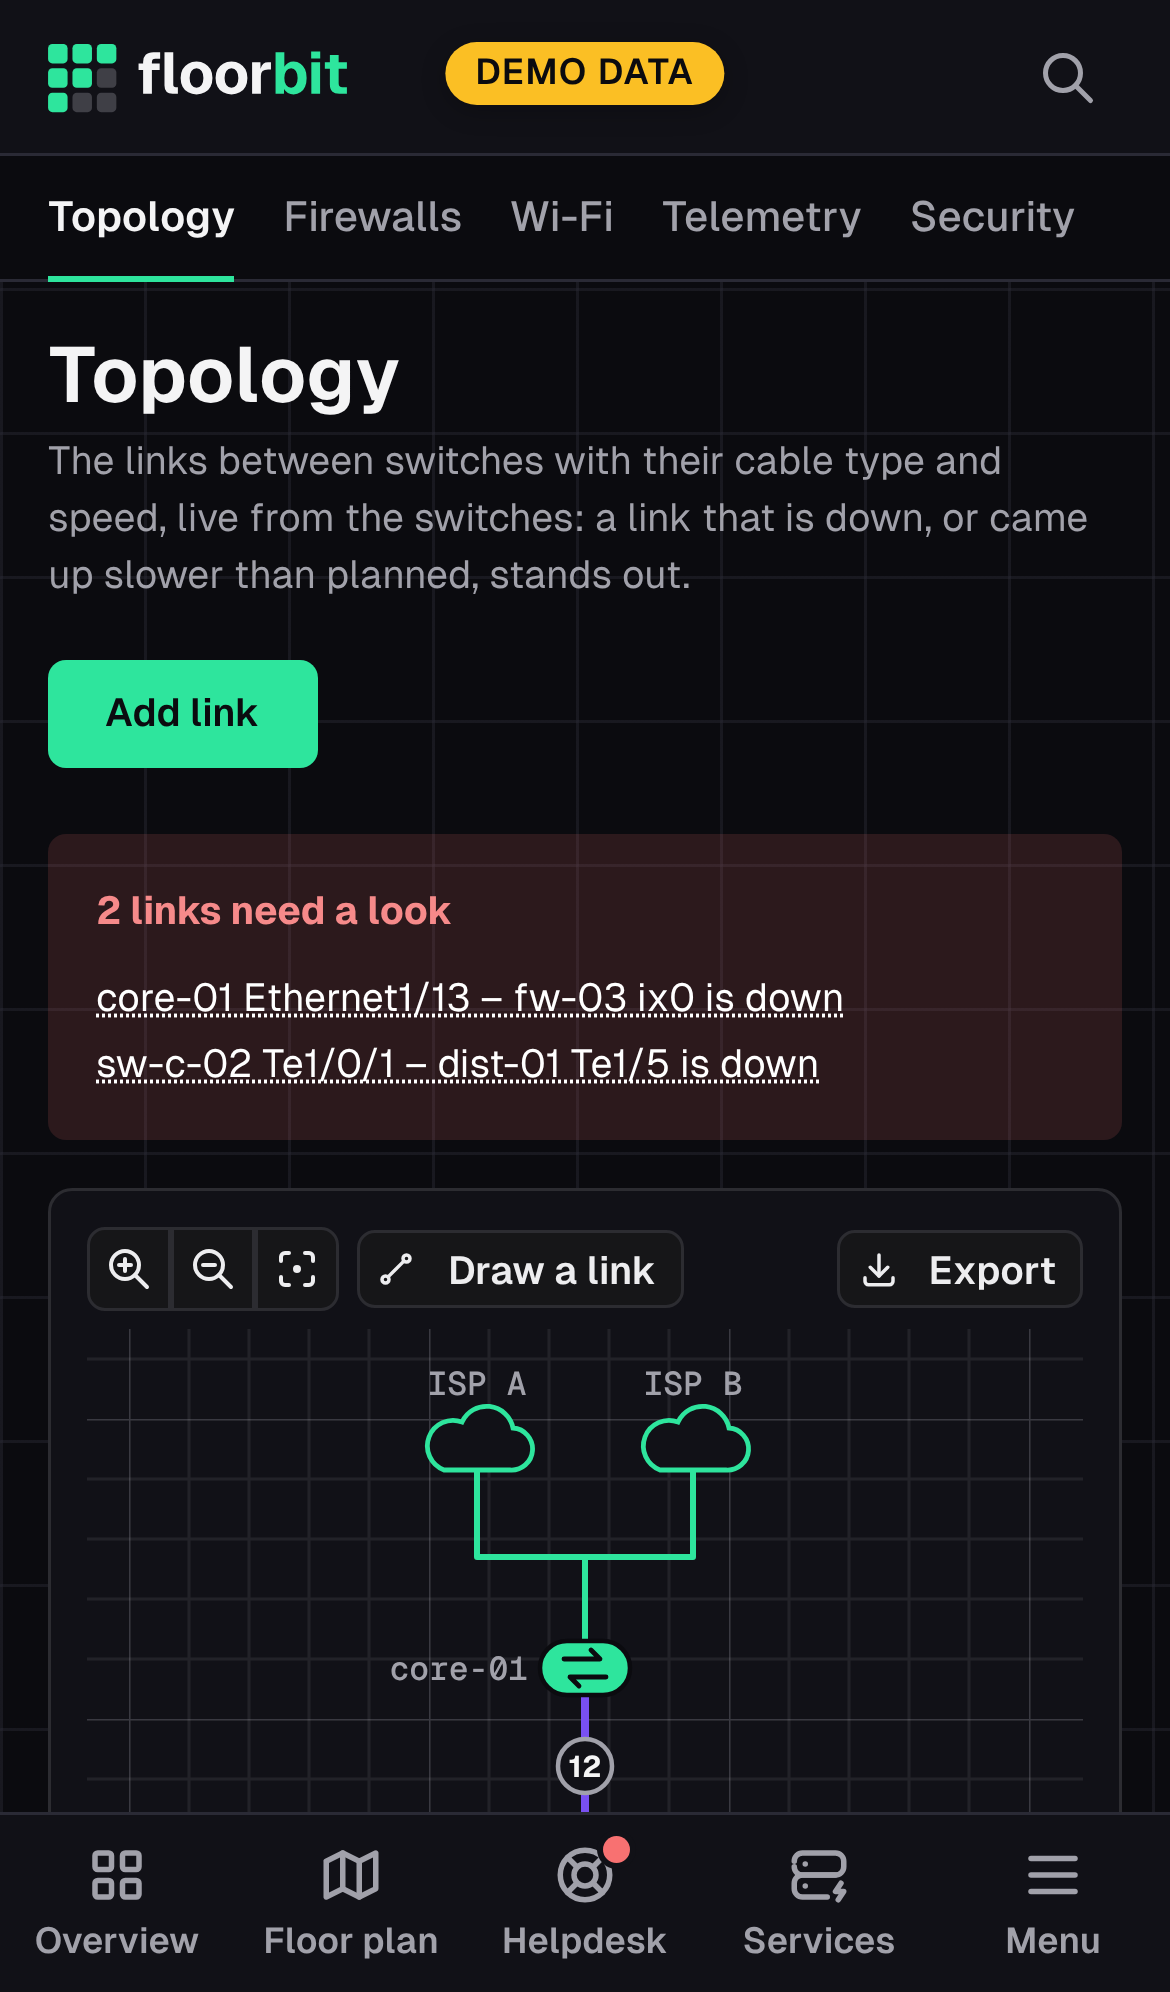 floorbit
DEMO DATA
Topology Firewalls Wi-Fi Telemetry Security
Topology
The links between switches with their cable type and
speed, live from the switches: a link that is down, or came
up slower than planned, stands out.
Add link
2 links need a look
core-01 Ethernet1/13 – fw-03 ix0 is down
sw-c-02 Te1/0/1 – dist-01 Te1/5 is down
Draw a link
Export
ISP A ISP B
core-01
12
Overview Floor plan Helpdesk Services Menu